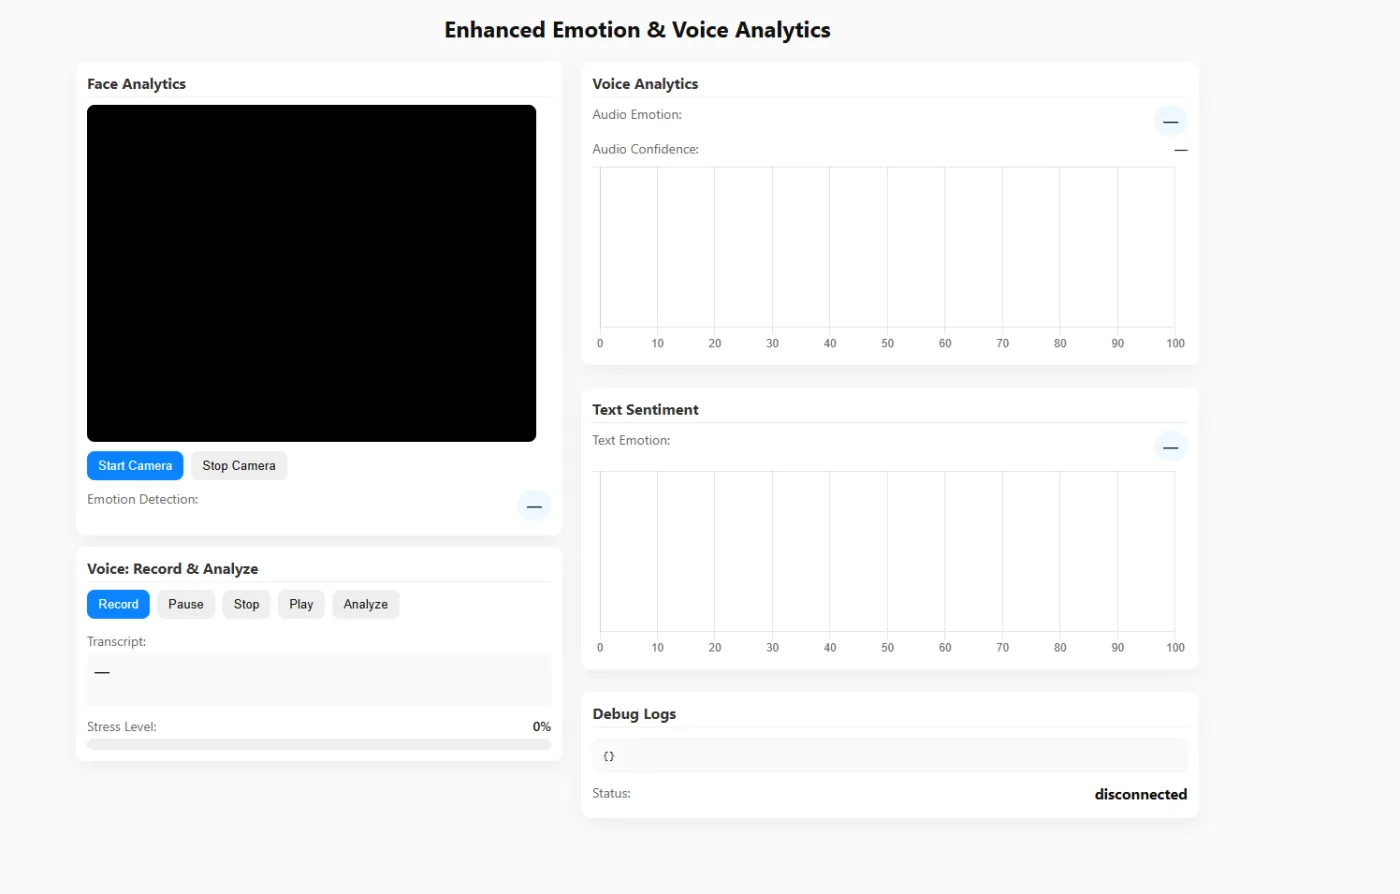 Enhanced Emotion & Voice Analytics
Face Analytics
Start Camera Stop Camera
Emotion Detection: —
Voice: Record & Analyze
Record Pause Stop Play Analyze
Transcript:
—
Stress Level: 0%
Voice Analytics
Audio Emotion: —
Audio Confidence: —
0 10 20 30 40 50 60 70 80 90 100
Text Sentiment
Text Emotion: —
0 10 20 30 40 50 60 70 80 90 100
Debug Logs
{}
Status: disconnected